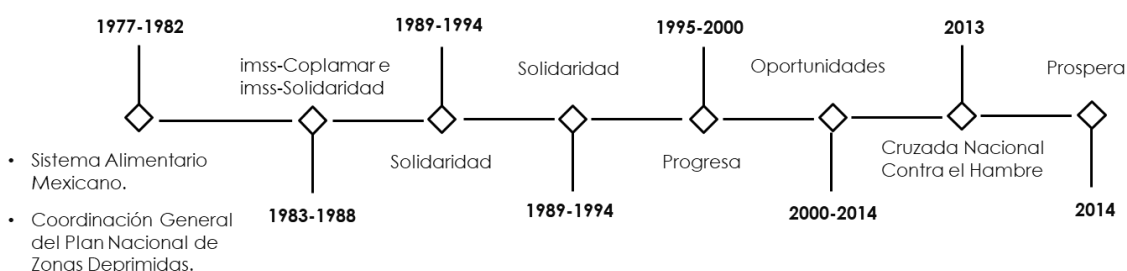 1977-1982
• Sistema Alimentario
Mexicano.
• Coordinación General
del Plan Nacional de
Zonas Deprimidas.
imss-Coplamar e
imss-Solidaridad
1983-1988
1989-1994
Solidaridad
Solidaridad
1989-1994
1995-2000
Progresa
Oportunidades
2000-2014
2013
Cruzada Nacional
Contra el Hambre
Prospera
2014